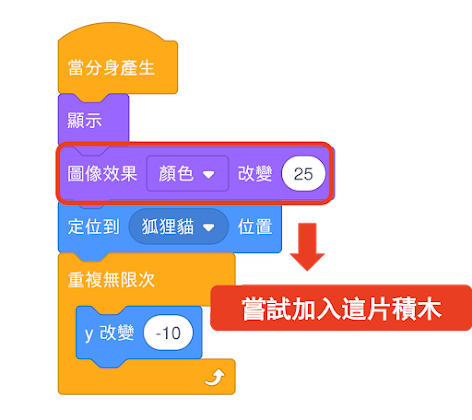 當分身產生
顯示
圖像效果 顏色 改變 25
定位到 狐狸貓 位置
重複無限次
嘗試加入這片積木
y 改變 -10